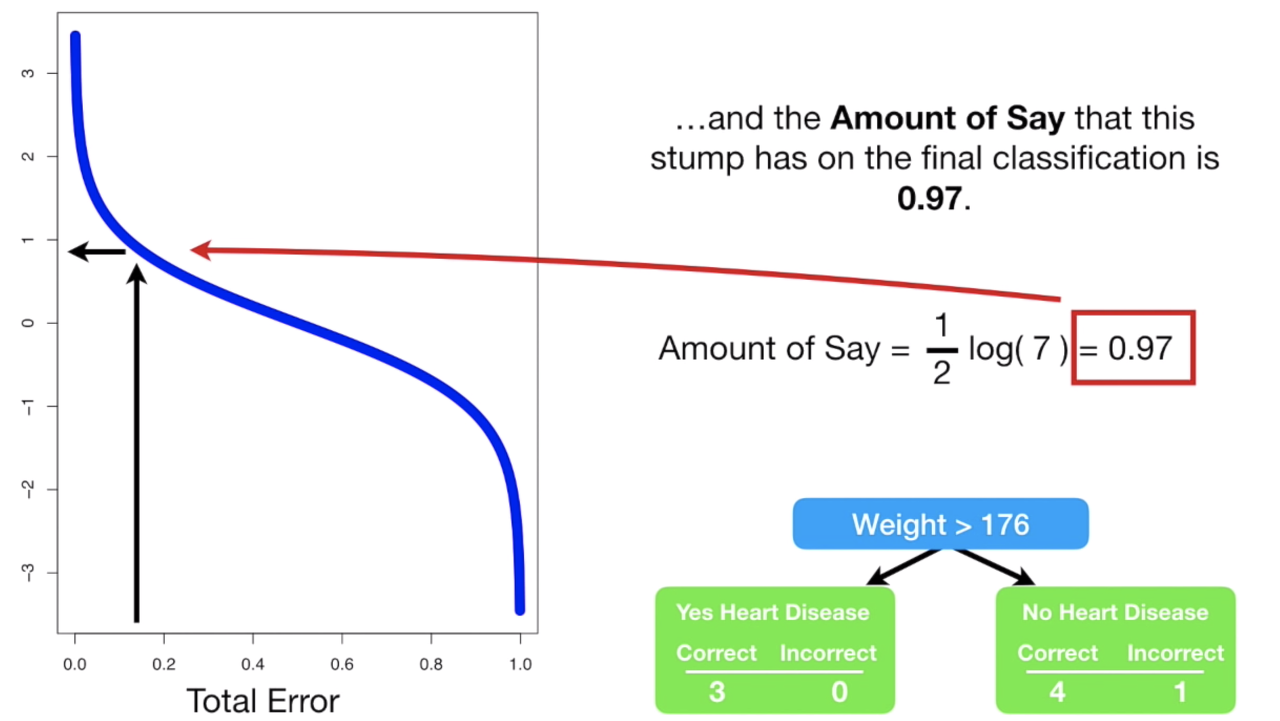 …and the Amount of Say that this
stump has on the final classification is
0.97.
3
2
1
0
−1
−2
−3
0.0 0.2 0.4 0.6 0.8 1.0
Total Error
Amount of Say = 1/2 log( 7 ) = 0.97
Weight > 176
Yes Heart Disease
Correct Incorrect
3 0
No Heart Disease
Correct Incorrect
4 1